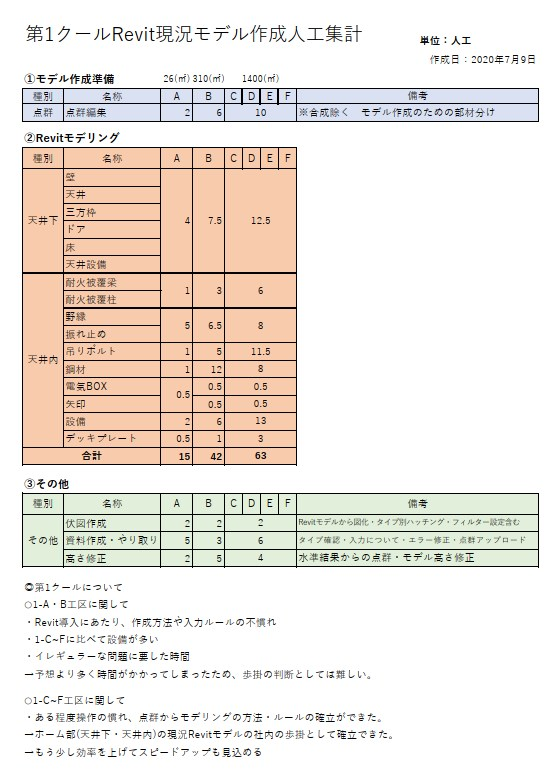 第1クールRevit現況モデル作成人工集計
単位：人工
作成日：2020年7月9日
①モデル作成準備 26(㎡) 310(㎡) 1400(㎡)
種別 名称 A B C D E F 備考
点群 点群編集 2 6 10 ※合成除く モデル作成のための部材分け
②Revitモデリング
種別 名称 A B C D E F
天井下 壁 4 7.5 12.5
天井
三方枠
ドア
床
天井設備
天井内 耐火被覆梁 1 3 6
耐火被覆柱
野縁 5 6.5 8
振れ止め
吊りボルト 1 5 11.5
鋼材 1 12 8
電気BOX 0.5 0.5 0.5
矢印 0.5 0.5
設備 2 6 13
デッキプレート 0.5 1 3
合計 15 42 63
③その他
種別 名称 A B C D E F 備考
その他 伏図作成 2 2 2 Revitモデルから図化・タイプ別ハッチング・フィルター設定含む
資料作成・やり取り 5 3 6 タイプ確認・入力について・エラー修正・点群アップロード
高さ修正 2 5 4 水準結果からの点群・モデル高さ修正
◎第1クールについて
○1-A・B工区に関して
・Revit導入にあたり、作成方法や入力ルールの不慣れ
・1-C~Fに比べて設備が多い
・イレギュラーな問題に要した時間
→予想より多く時間がかかってしまったため、歩掛の判断としては難しい。
○1-C~F工区に関して
・ある程度操作の慣れ、点群からモデリングの方法・ルールの確立ができた。
→ホーム部(天井下・天井内)の現況Revitモデルの社内の歩掛として確立できた。
→もう少し効率を上げてスピードアップも見込める